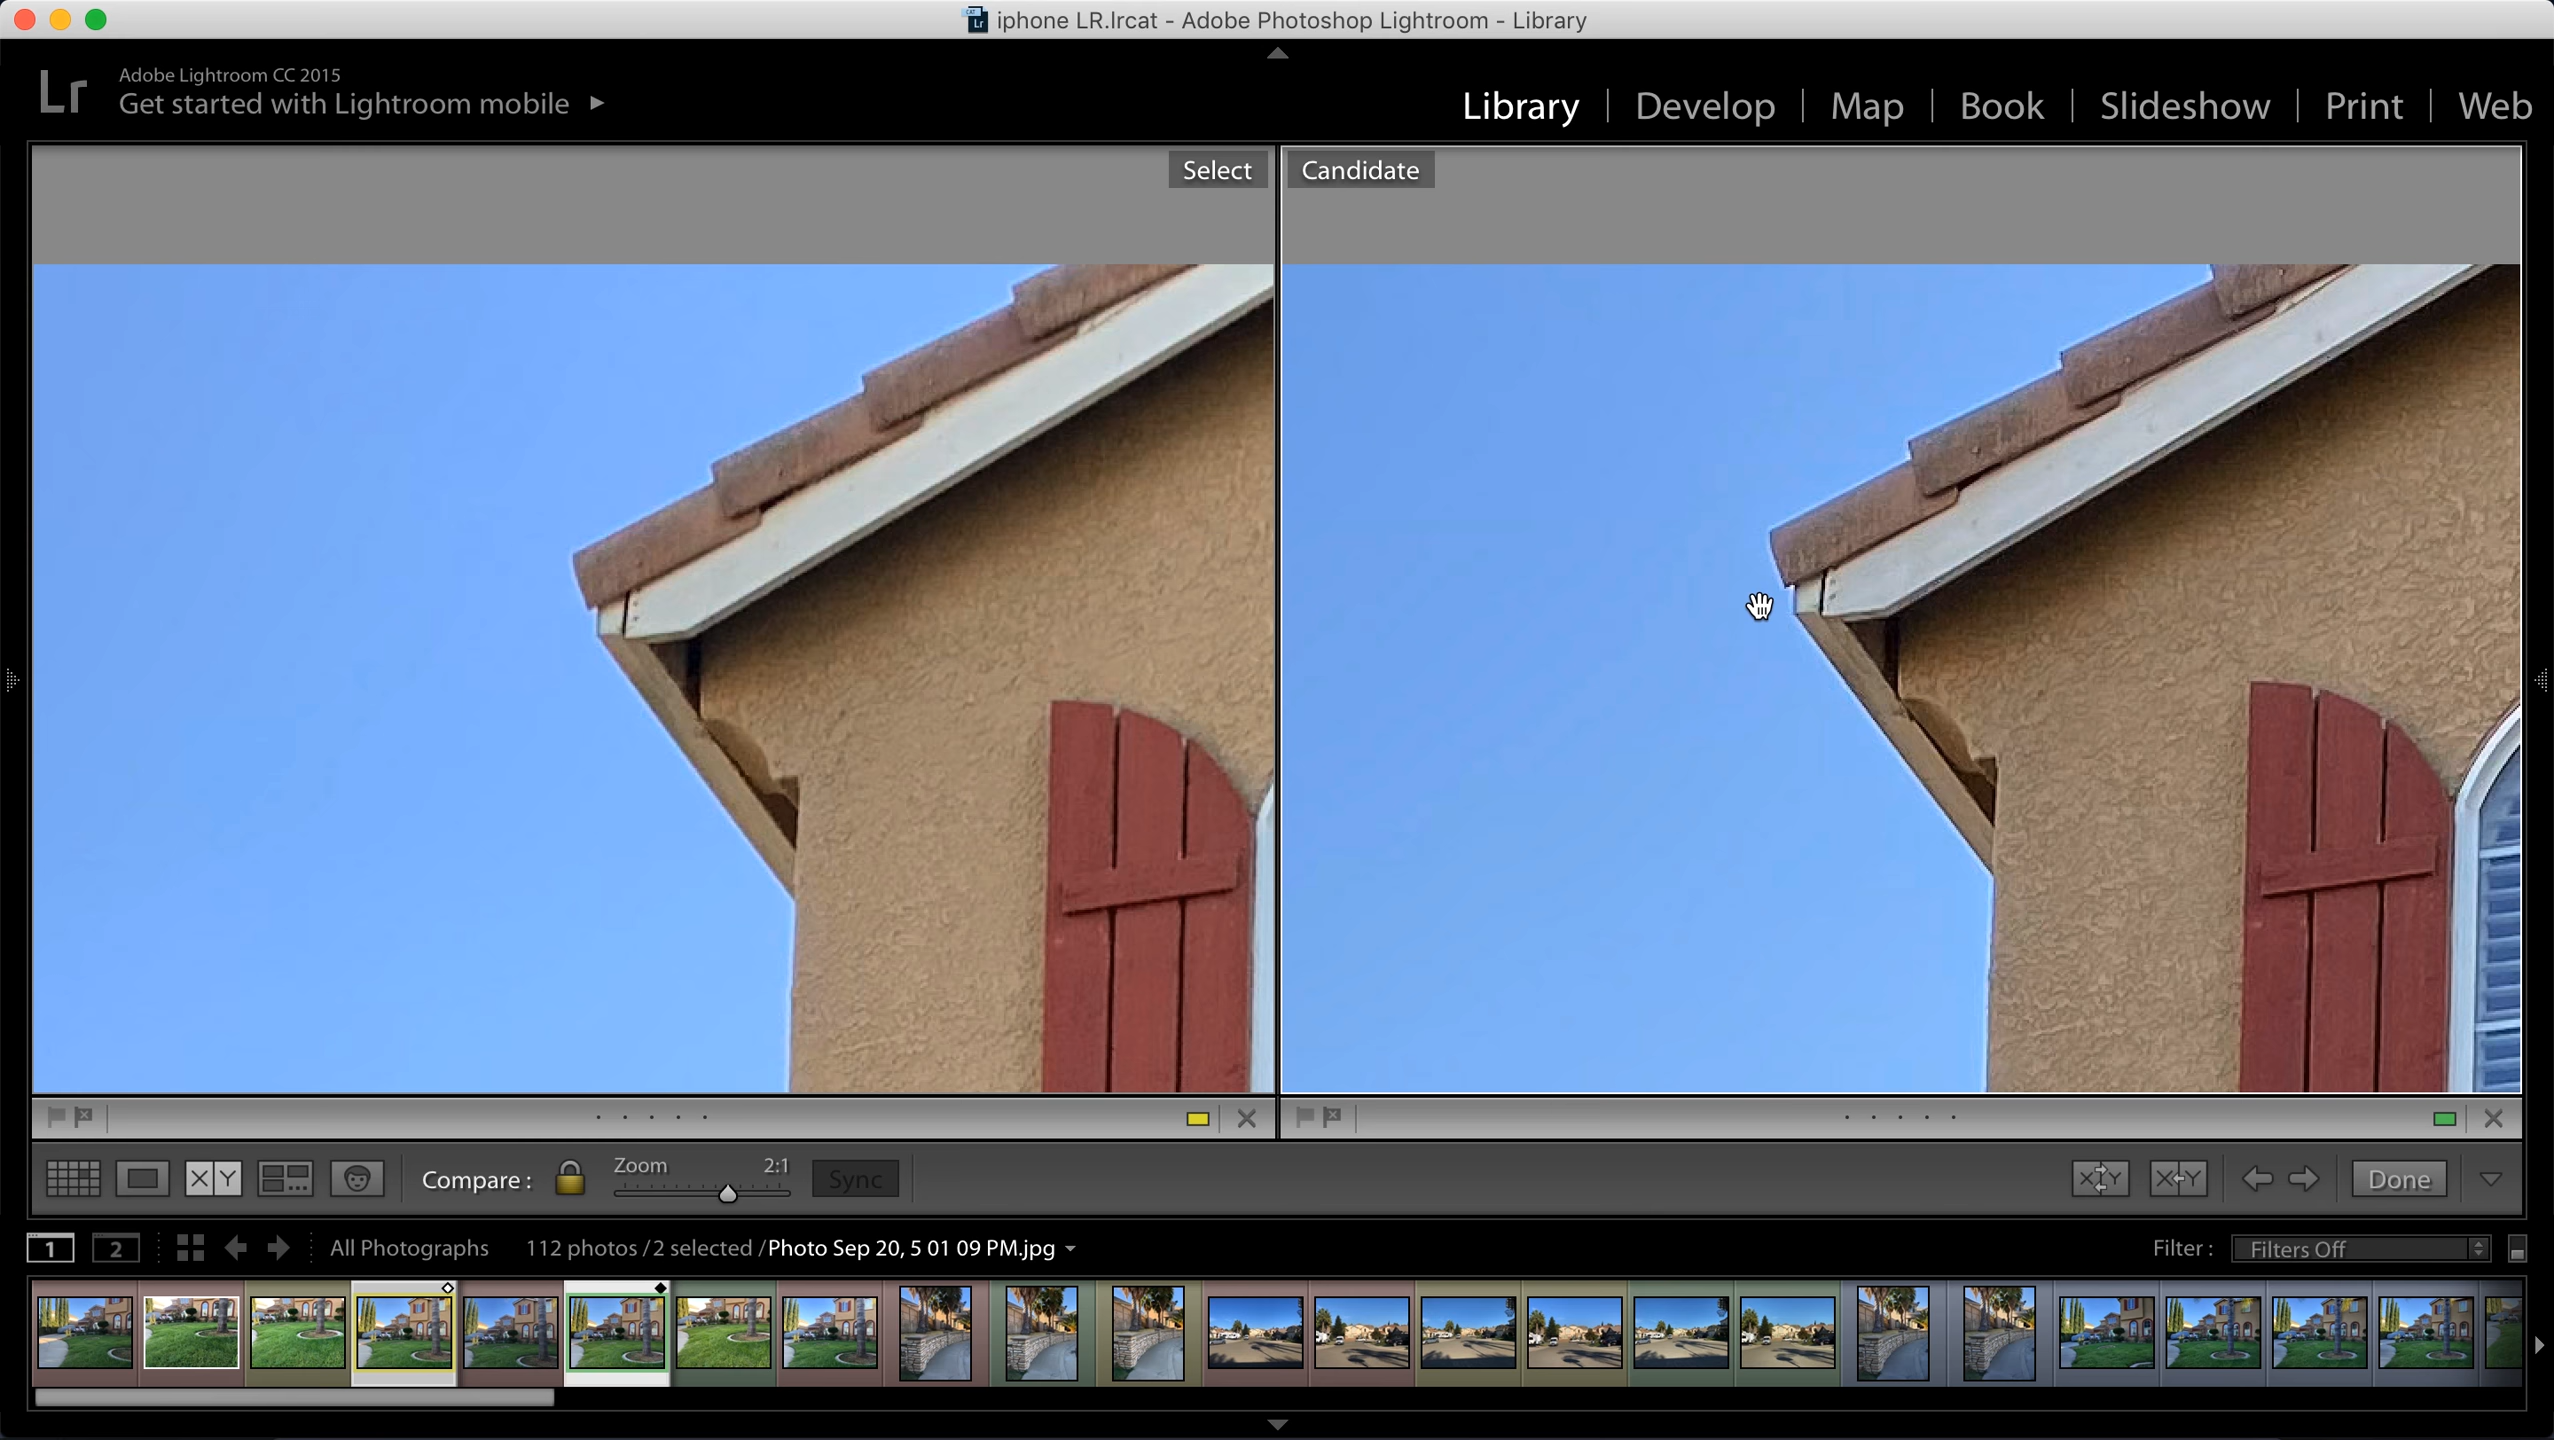 iphone LR.lrcat - Adobe Photoshop Lightroom - Library
Lr
Adobe Lightroom CC 2015
Get started with Lightroom mobile
Library | Develop | Map | Book | Slideshow | Print | Web
Select
Candidate
X Y
Compare :
Zoom 2:1
Sync
X Y
X Y
Done
1
2
All Photographs
112 photos / 2 selected / Photo Sep 20, 5 01 09 PM.jpg
Filter :
Filters Off